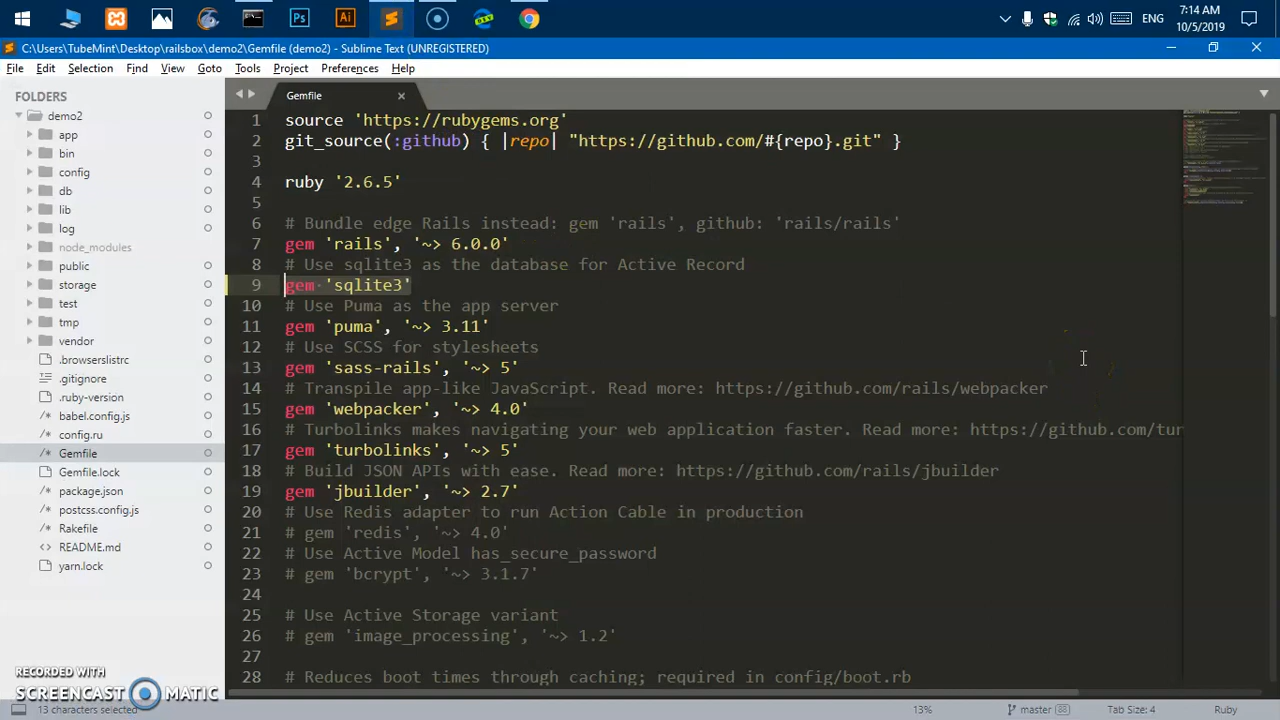 Ps
Ai
ENG
7:14 AM
10/5/2019
C:\Users\TubeMint\Desktop\railsbox\demo2\Gemfile (demo2) - Sublime Text (UNREGISTERED)
File Edit Selection Find View Goto Tools Project Preferences Help
FOLDERS
demo2
app
bin
config
db
lib
log
node_modules
public
storage
test
tmp
vendor
.browserslistrc
.gitignore
.ruby-version
babel.config.js
config.ru
Gemfile
Gemfile.lock
package.json
postcss.config.js
Rakefile
README.md
yarn.lock
Gemfile
1 source 'https://rubygems.org'
2 git_source(:github) { |repo| "https://github.com/#{repo}.git" }
3
4 ruby '2.6.5'
5
6 # Bundle edge Rails instead: gem 'rails', github: 'rails/rails'
7 gem 'rails', '~> 6.0.0'
8 # Use sqlite3 as the database for Active Record
9 gem 'sqlite3'
10 # Use Puma as the app server
11 gem 'puma', '~> 3.11'
12 # Use SCSS for stylesheets
13 gem 'sass-rails', '~> 5'
14 # Transpile app-like JavaScript. Read more: https://github.com/rails/webpacker
15 gem 'webpacker', '~> 4.0'
16 # Turbolinks makes navigating your web application faster. Read more: https://github.com/tur
17 gem 'turbolinks', '~> 5'
18 # Build JSON APIs with ease. Read more: https://github.com/rails/jbuilder
19 gem 'jbuilder', '~> 2.7'
20 # Use Redis adapter to run Action Cable in production
21 # gem 'redis', '~> 4.0'
22 # Use Active Model has_secure_password
23 # gem 'bcrypt', '~> 3.1.7'
24
25 # Use Active Storage variant
26 # gem 'image_processing', '~> 1.2'
27
28 # Reduces boot times through caching; required in config/boot.rb
RECORDED WITH
SCREENCAST MATIC
13 characters selected
13%
master
Tab Size: 4
Ruby